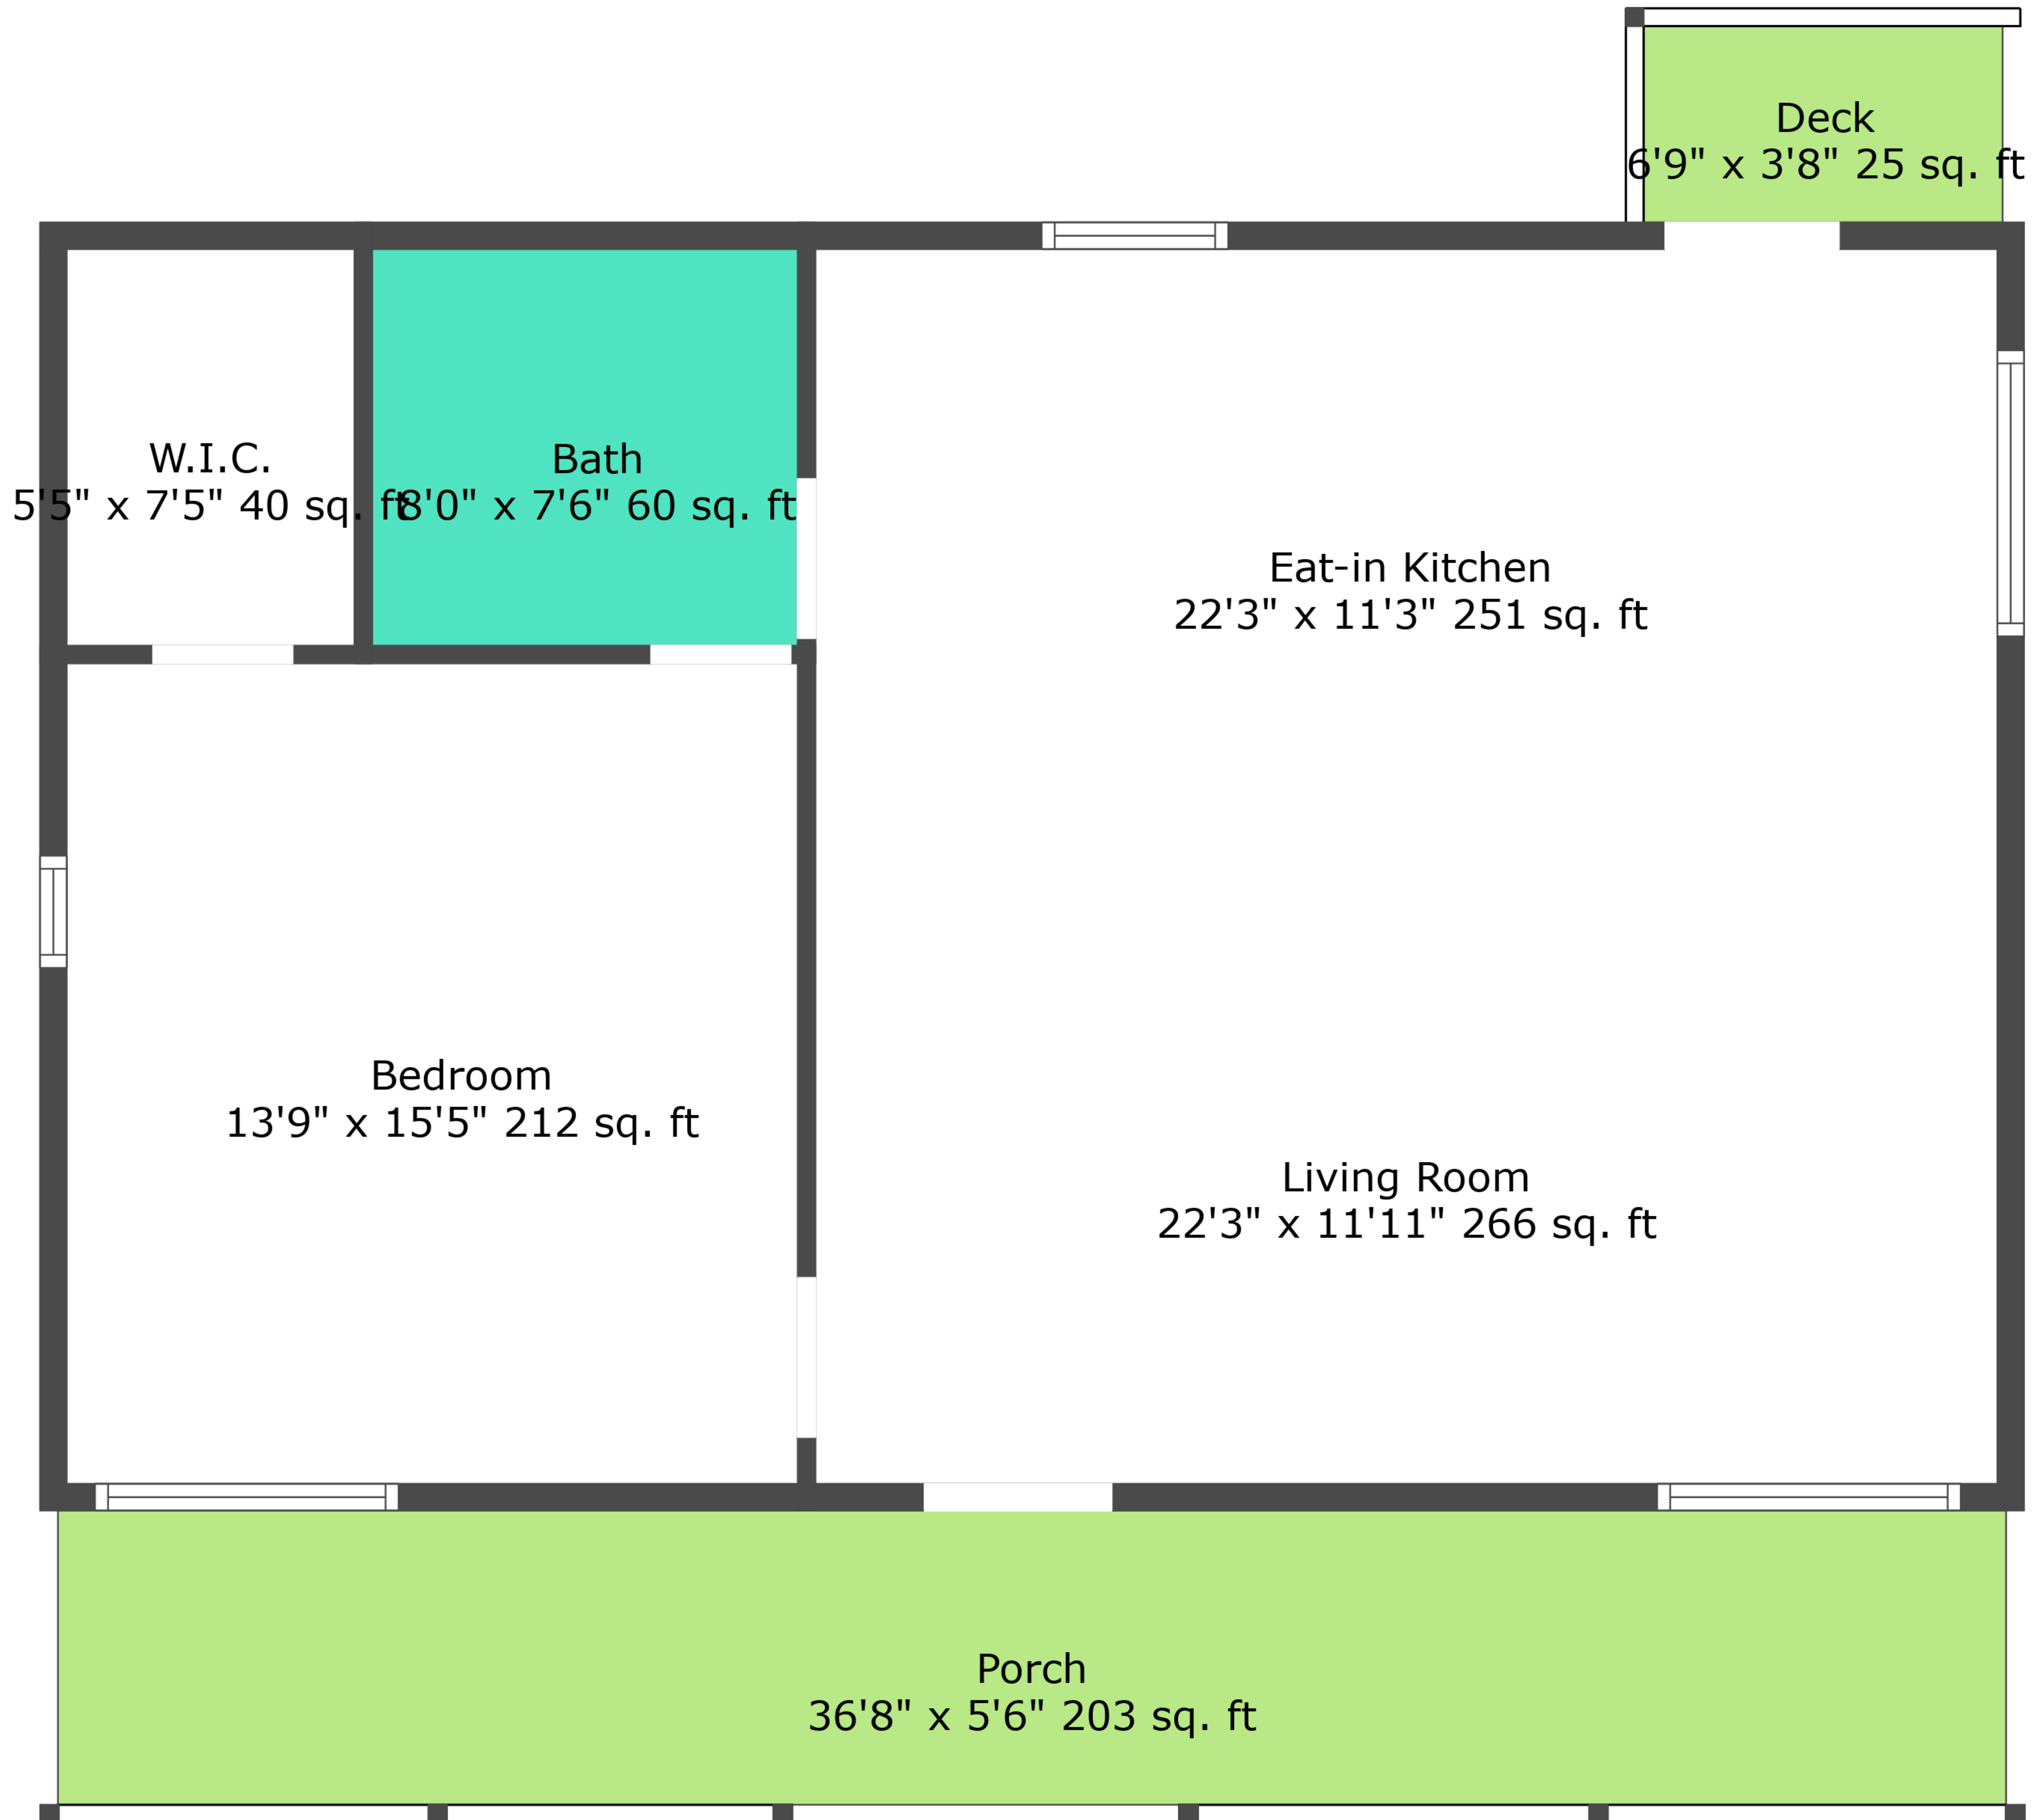 Deck
6'9" x 3'8" 25 sq. ft
W.I.C.
5'5" x 7'5" 40 sq. ft
Bath
8'0" x 7'6" 60 sq. ft
Eat-in Kitchen
22'3" x 11'3" 251 sq. ft
Bedroom
13'9" x 15'5" 212 sq. ft
Living Room
22'3" x 11'11" 266 sq. ft
Porch
36'8" x 5'6" 203 sq. ft